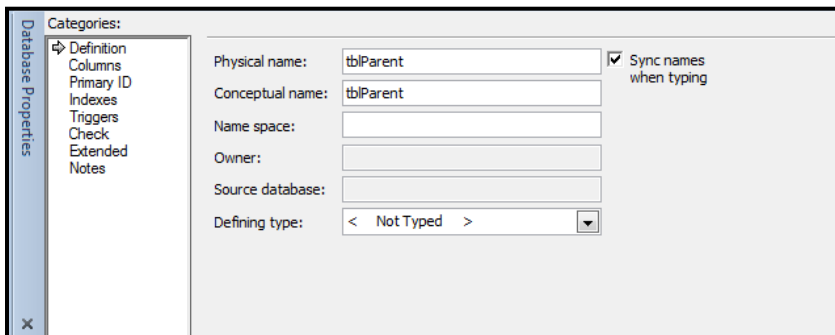 Database Properties
Categories:
Definition
Columns
Primary ID
Indexes
Triggers
Check
Extended
Notes
Physical name: tblParent
Conceptual name: tblParent
Name space:
Owner:
Source database:
Defining type: < Not Typed >
Sync names
when typing